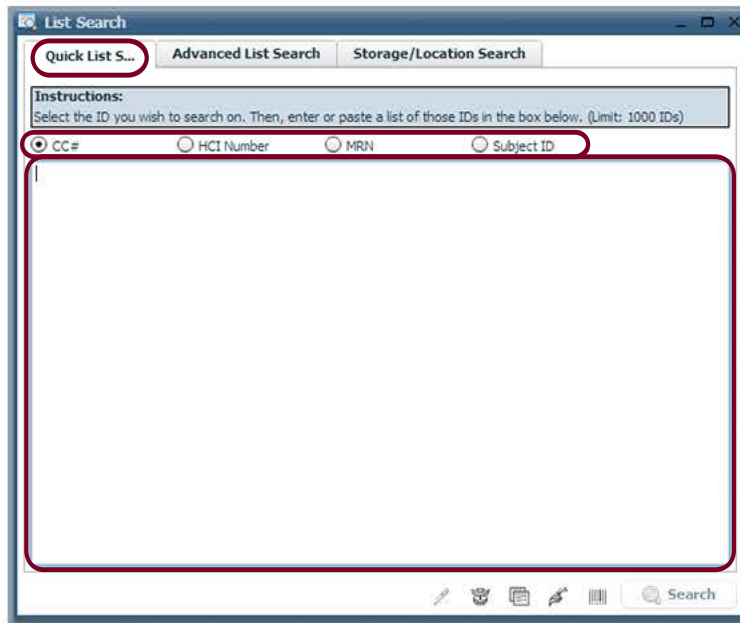 List Search
Quick List S... Advanced List Search Storage/Location Search
Instructions:
Select the ID you wish to search on. Then, enter or paste a list of those IDs in the box below. (Limit: 1000 IDs)
CC# HCI Number MRN Subject ID
Search